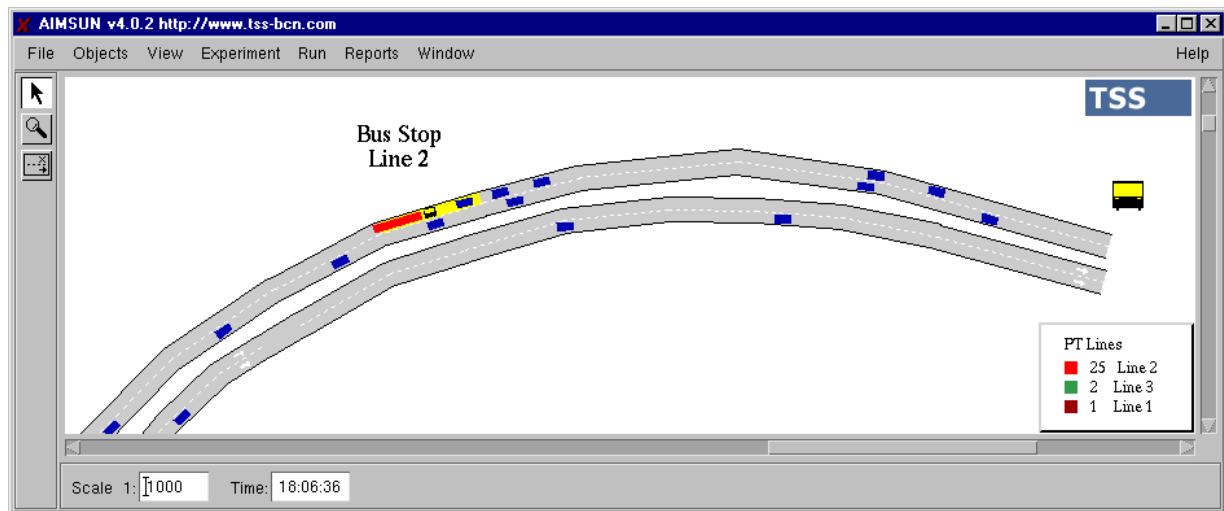 AIMSUN v4.0.2 http://www.tss-bcn.com
File Objects View Experiment Run Reports Window Help
TSS
Bus Stop
Line 2
PT Lines
25 Line 2
2 Line 3
1 Line 1
Scale 1: 1000 Time: 18:06:36